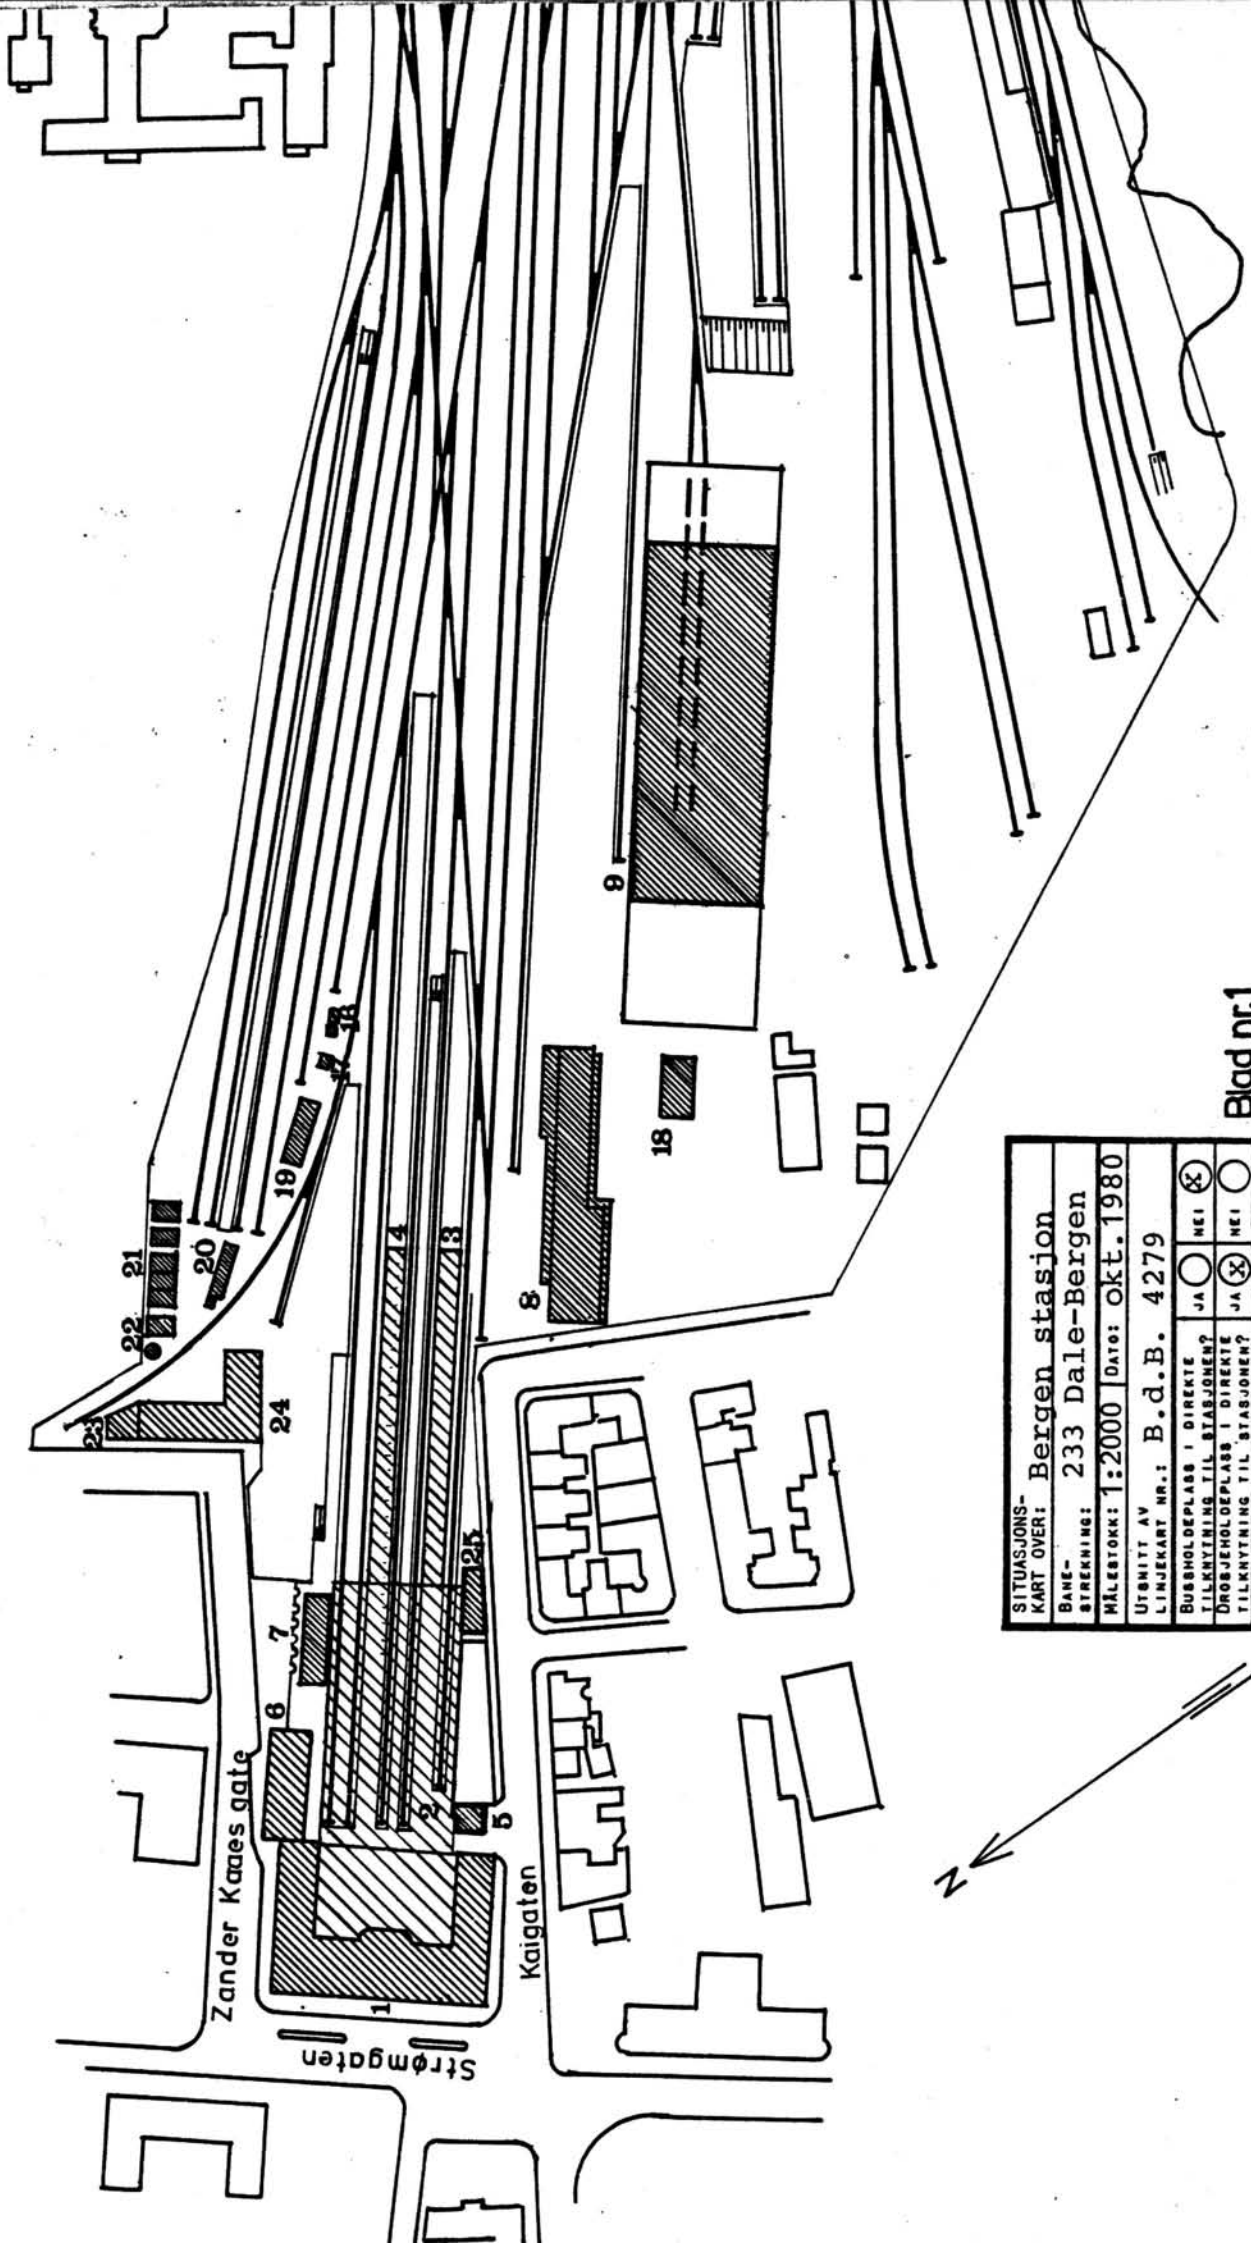 Zander Kaaes gate
Strømgaten
Kaigaten
1
2
3
4
5
6
7
8
9
17
18
19
20
21
22
23
24
25
N
SITUASJONS-
KART OVER: Bergen stasjon
BANE-
STREKNING: 233 Dale-Bergen
MÅLESTOKK: 1:2000 DATO: okt.1980
UTSNITT AV
LINJEKART NR.: B.d.B. 4279
BUSSHOLDEPLASS I DIREKTE
TILKNYTNING TIL STASJONEN? JA NEI X
DROSJEHOLDEPLASS I DIREKTE
TILKNYTNING TIL STASJONEN? JA X NEI
Blad nr.1